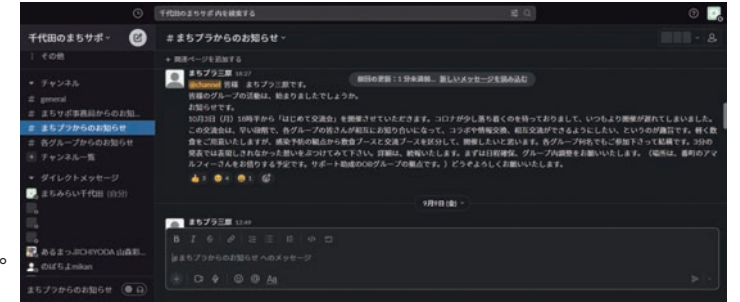 千代田のまちサポ 内を検索する
千代田のまちサポ
# まちプラからのお知らせ
+ 関連ページを追加する
その他
チャンネル
# general
# まちサポ事務局からのお知...
# まちプラからのお知らせ
# 各グループからのお知らせ
+ チャンネル一覧
ダイレクトメッセージ
まちみらい千代田 (自分)
あるまっぷCHIYODA 山森彩...
のばちよmikan
まちプラからのお知らせ
まちプラ三原 18:27
前回の更新:1分未満前... 新しいメッセージを読み込む
@channel 皆様 まちプラ三原です。
皆様のグループの活動は、始まりましたでしょうか。
お知らせです。
10月3日(月)18時半から「はじめて交流会」を開催させていただきます。コロナが少し落ち着くのを待っておりまして、いつもより開催が遅れてしまいました。
この交流会は、早い段階で、各グループの皆さんが相互にお知り合いになって、コラボや情報交換、相互交流ができるようにしたい、というのが趣旨です。軽く飲
食をご用意いたしますが、感染予防の観点から飲食ブースと交流ブースを区分して、開催したいと思います。各グループ何名でもご参加下さって結構です。3分の
発表では表現しきれなかった想いをぶつけてみて下さい。詳細は、続報いたします。まずは日程確保、グループ内調整をお願いいたします。(場所は、番町のアマ
ルフィーさんをお借りする予定です。サポート助成のOBグループの拠点です。)どうぞよろしくお願いいたします。
3 4 1
9月9日(金)
まちプラ三原 12:49
B I S
まちプラからのお知らせ へのメッセージ
+ @ Aa
。